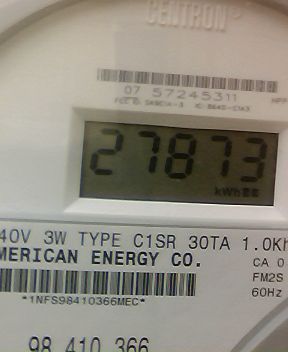 CENTRON®
07 57245311
27873
kWh
40V 3W TYPE C1SR 30TA 1.0Kh
MERICAN ENERGY CO.
CA 0
FM2S
60Hz
*1NFS98410366MEC*
98 410 366